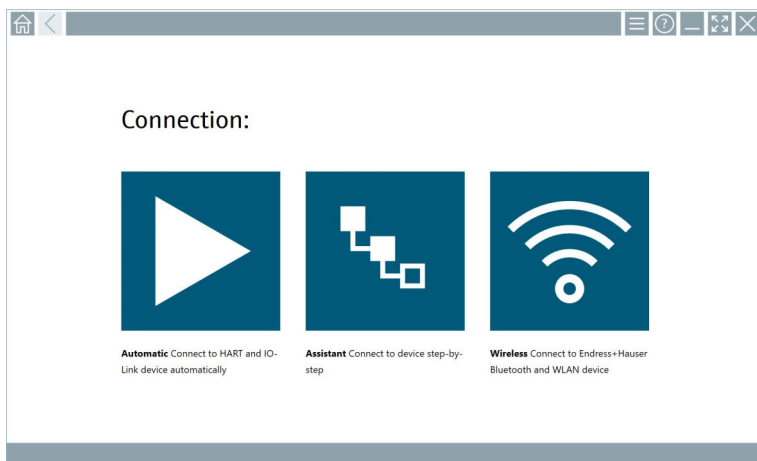 Connection:
Automatic Connect to HART and IO-
Link device automatically
Assistant Connect to device step-by-
step
Wireless Connect to Endress+Hauser
Bluetooth and WLAN device